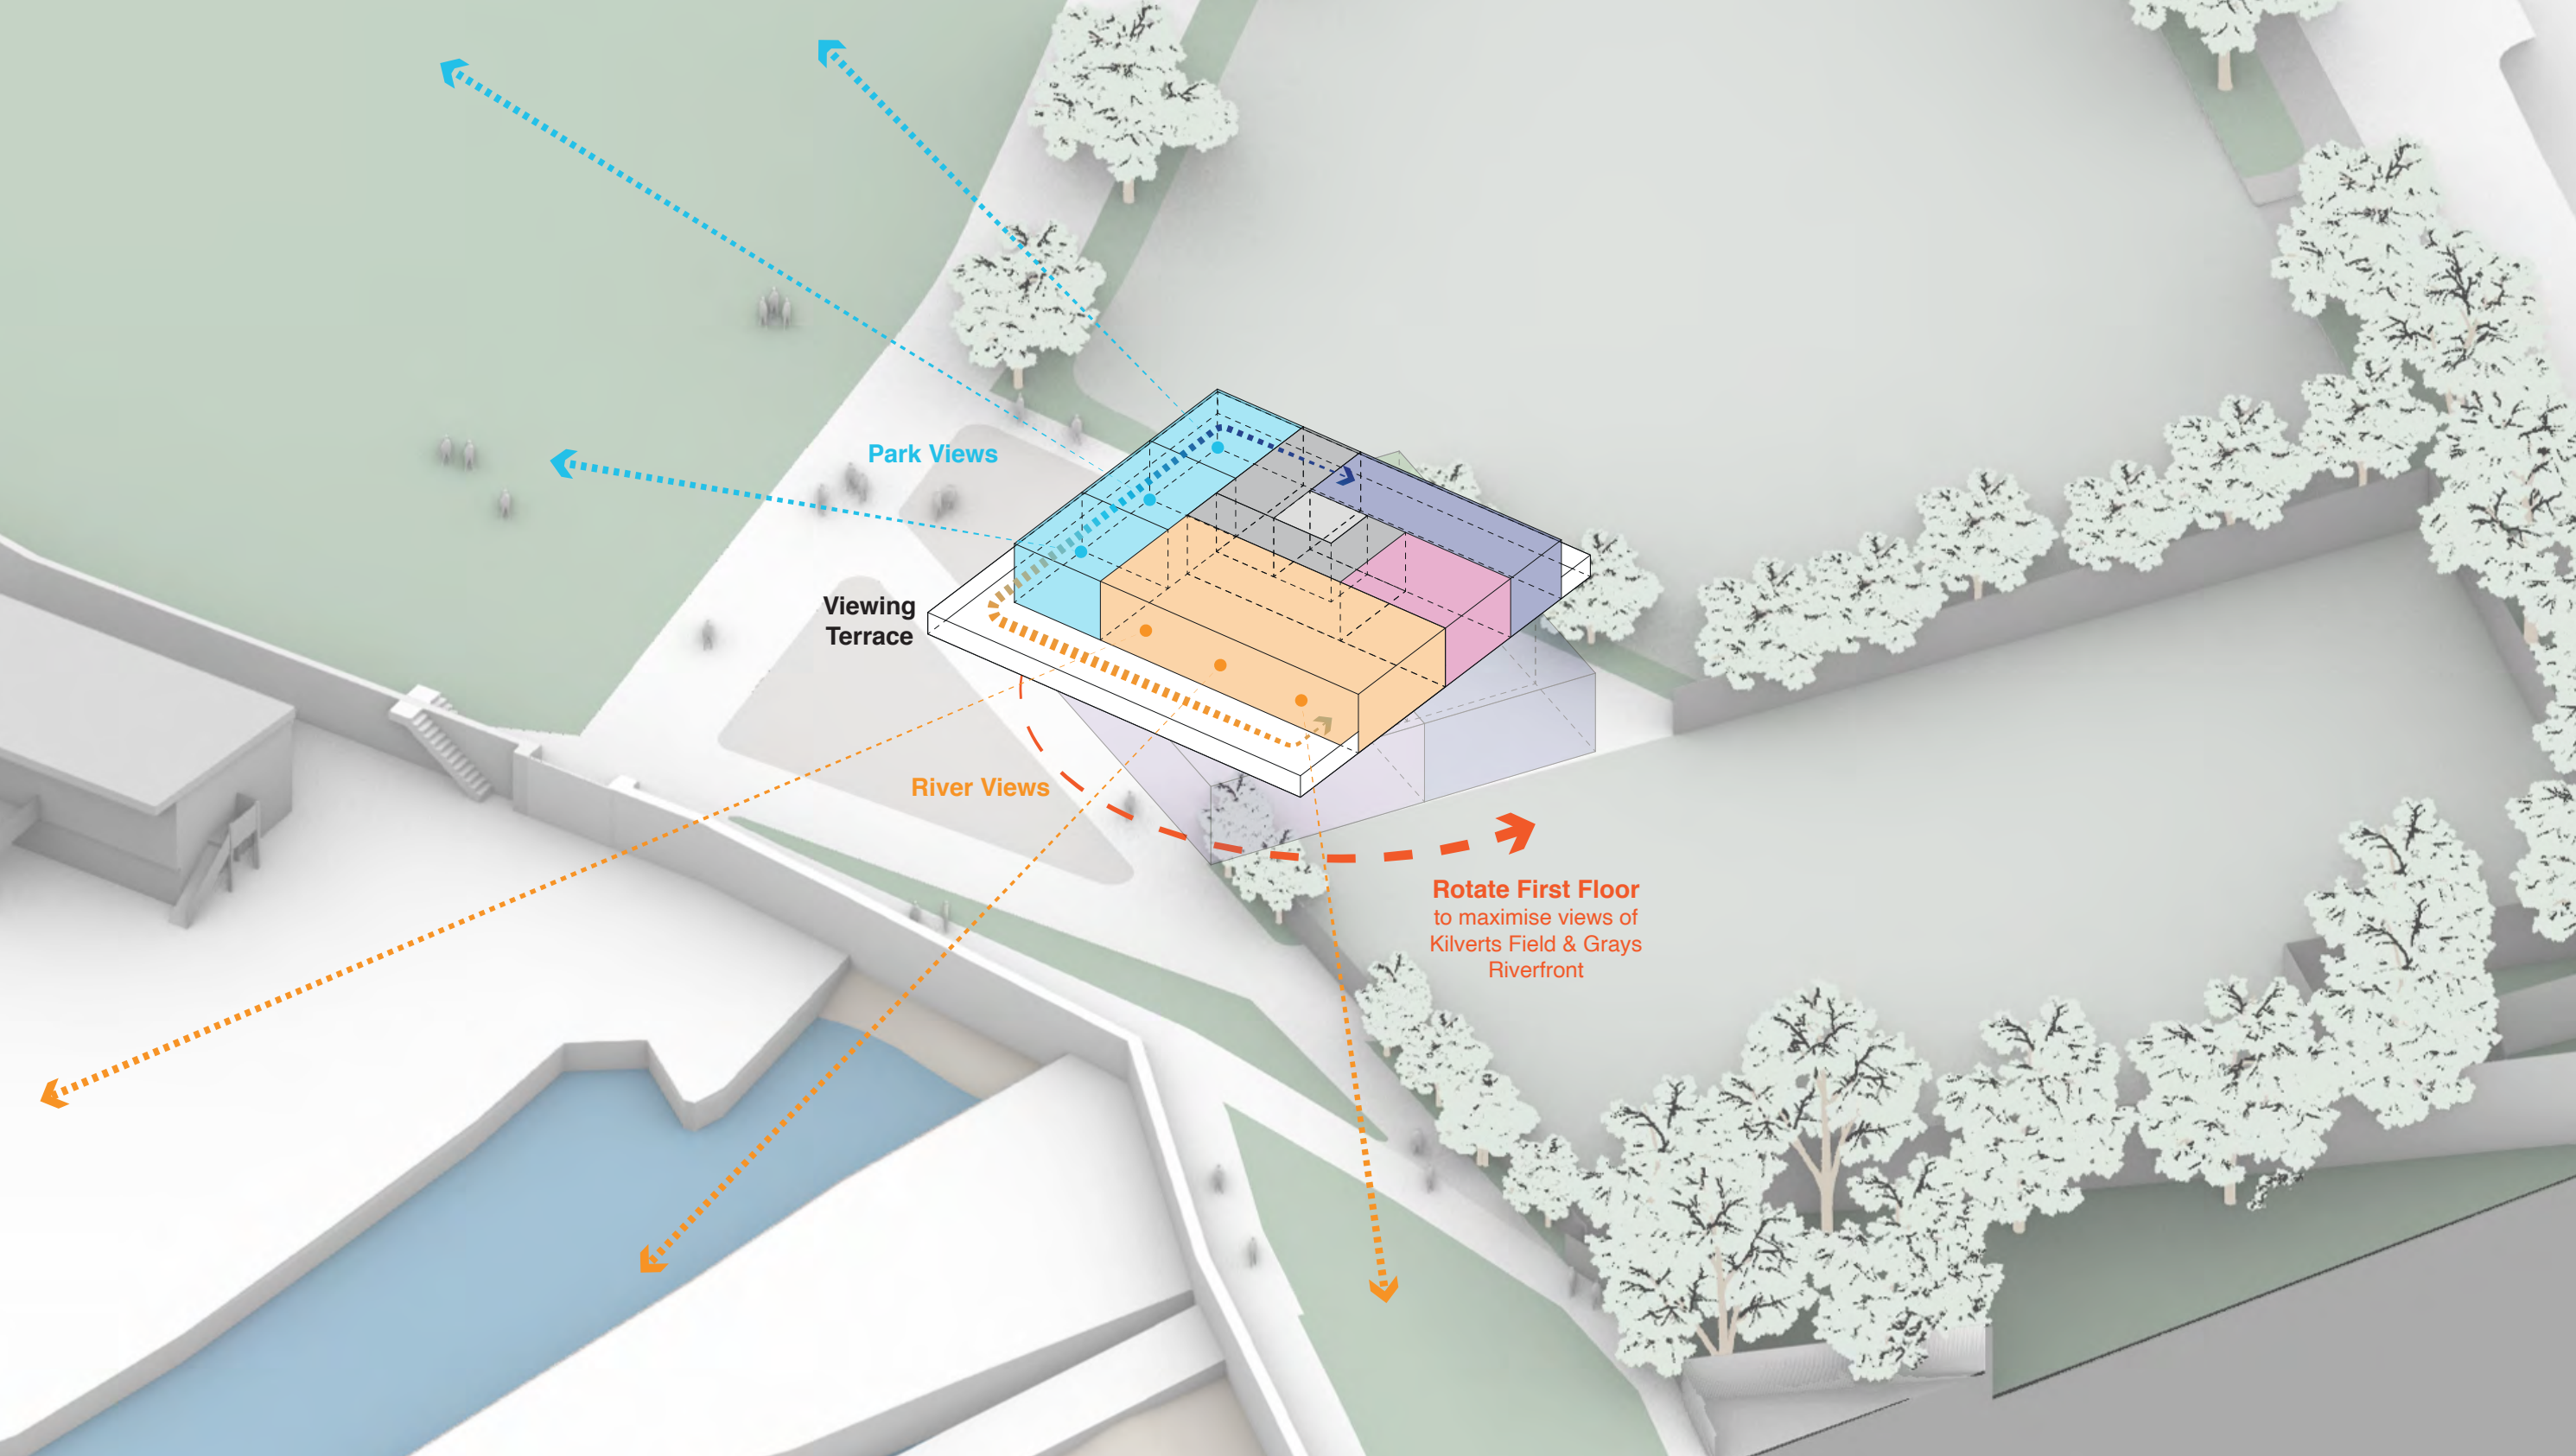 Park Views
Viewing
Terrace
River Views
Rotate First Floor
to maximise views of
Kilverts Field & Grays
Riverfront